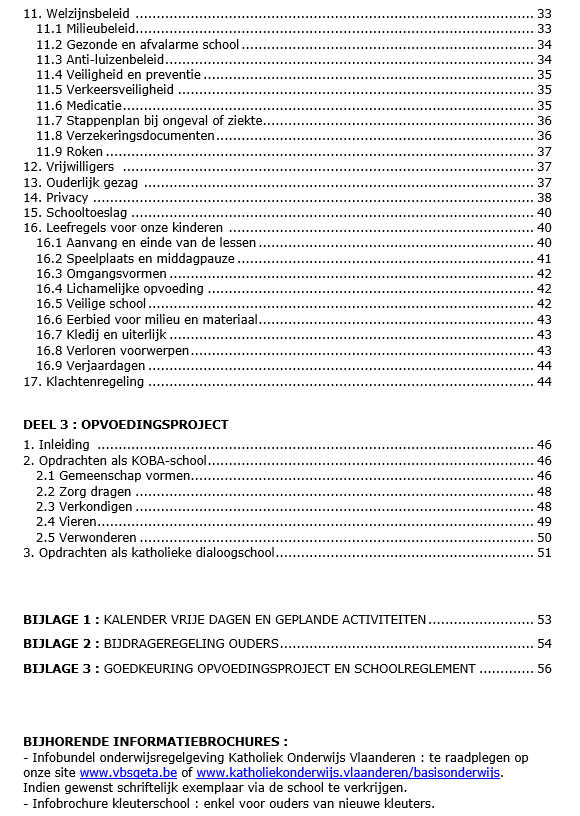 11. Welzijnsbeleid ........ 33
11.1 Milieubeleid........ 33
11.2 Gezonde en afvalarme school ........ 34
11.3 Anti-luizenbeleid........ 34
11.4 Veiligheid en preventie ........ 35
11.5 Verkeersveiligheid ........ 35
11.6 Medicatie........ 35
11.7 Stappenplan bij ongeval of ziekte........ 36
11.8 Verzekeringsdocumenten........ 36
11.9 Roken ........ 37
12. Vrijwilligers ........ 37
13. Ouderlijk gezag ........ 37
14. Privacy ........ 38
15. Schooltoeslag ........ 40
16. Leefregels voor onze kinderen ........ 40
16.1 Aanvang en einde van de lessen ........ 40
16.2 Speelplaats en middagpauze ........ 41
16.3 Omgangsvormen ........ 42
16.4 Lichamelijke opvoeding ........ 42
16.5 Veilige school ........ 42
16.6 Eerbied voor milieu en materiaal........ 43
16.7 Kledij en uiterlijk ........ 43
16.8 Verloren voorwerpen........ 43
16.9 Verjaardagen ........ 44
17. Klachtenregeling ........ 44
DEEL 3 : OPVOEDINGSPROJECT
1. Inleiding ........ 46
2. Opdrachten als KOBA-school........ 46
2.1 Gemeenschap vormen........ 46
2.2 Zorg dragen ........ 48
2.3 Verkondigen ........ 48
2.4 Vieren........ 49
2.5 Verwonderen ........ 50
3. Opdrachten als katholieke dialoogschool........ 51
BIJLAGE 1 : KALENDER VRIJE DAGEN EN GEPLANDE ACTIVITEITEN ........ 53
BIJLAGE 2 : BIJDRAGEREGELING OUDERS........ 54
BIJLAGE 3 : GOEDKEURING OPVOEDINGSPROJECT EN SCHOOLREGLEMENT ........ 56
BIJHORENDE INFORMATIEBROCHURES :
- Infobundel onderwijsregelgeving Katholiek Onderwijs Vlaanderen : te raadplegen op
onze site www.vbsgeta.be of www.katholiekonderwijs.vlaanderen/basisonderwijs.
Indien gewenst schriftelijk exemplaar via de school te verkrijgen.
- Infobrochure kleuterschool : enkel voor ouders van nieuwe kleuters.